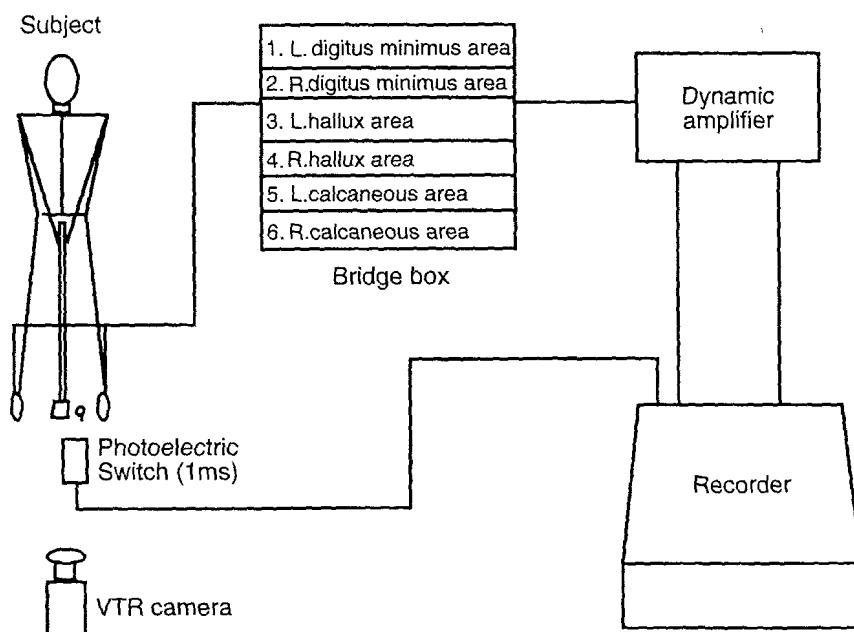 Subject
1. L. digitus minimus area
2. R.digitus minimus area
3. L.hallux area
4. R.hallux area
5. L.calcaneous area
6. R.calcaneous area
Bridge box
Dynamic
amplifier
Photoelectric
Switch (1ms)
Recorder
VTR camera